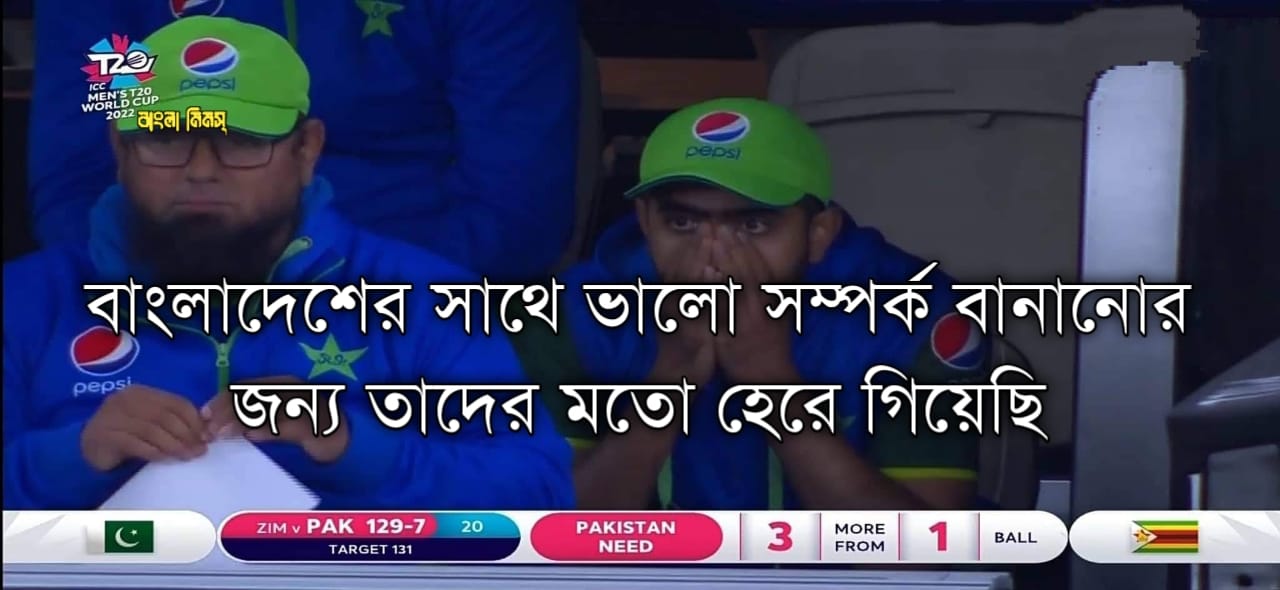 T20
ICC
MEN'S T20
WORLD CUP
2022
বাংলা মিমস্
pepsi
pepsi
বাংলাদেশের সাথে ভালো সম্পর্ক বানানোর
জন্য তাদের মতো হেরে গিয়েছি
pepsi
ZIM v PAK 129-7 20
TARGET 131
PAKISTAN
NEED
3
MORE
FROM
1
BALL